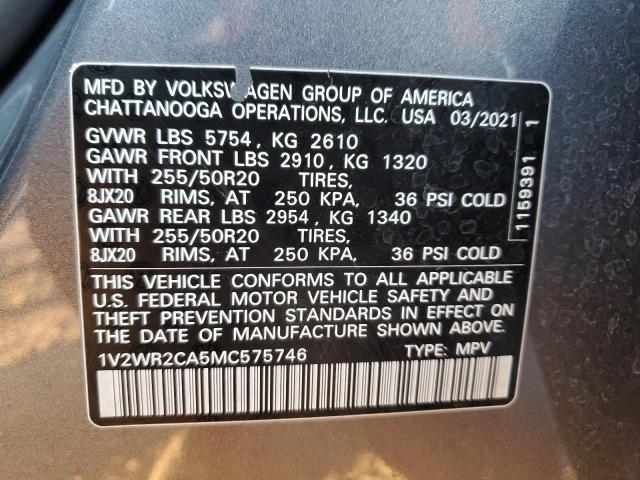 MFD BY VOLKSWAGEN GROUP OF AMERICA
CHATTANOOGA OPERATIONS, LLC. USA 03/2021
GVWR LBS 5754, KG 2610
GAWR FRONT LBS 2910, KG 1320
WITH 255/50R20 TIRES,
8JX20 RIMS, AT 250 KPA, 36 PSI COLD
GAWR REAR LBS 2954, KG 1340
WITH 255/50R20 TIRES,
8JX20 RIMS, AT 250 KPA, 36 PSI COLD
THIS VEHICLE CONFORMS TO ALL APPLICABLE
U.S. FEDERAL MOTOR VEHICLE SAFETY AND
THEFT PREVENTION STANDARDS IN EFFECT ON
THE DATE OF MANUFACTURE SHOWN ABOVE.
1V2WR2CA5MC575746 TYPE: MPV
1159391 1